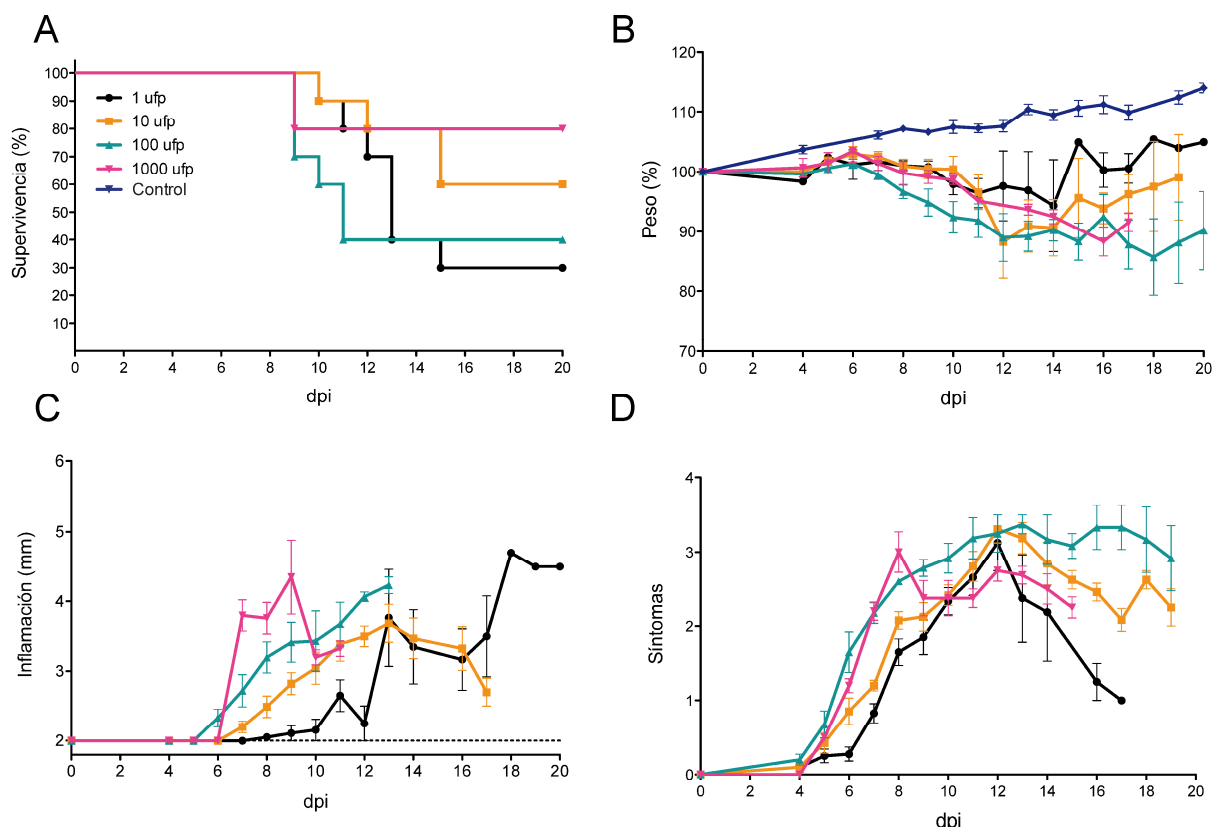 A
Supervivencia (%)
100
90
80
70
60
50
40
30
20
10
1 ufp
10 ufp
100 ufp
1000 ufp
Control
0 2 4 6 8 10 12 14 16 18 20
dpi
B
Peso (%)
120
110
100
90
80
70
0 2 4 6 8 10 12 14 16 18 20
dpi
C
Inflamación (mm)
6
5
4
3
2
0 2 4 6 8 10 12 14 16 18 20
dpi
D
Síntomas
4
3
2
1
0
0 2 4 6 8 10 12 14 16 18 20
dpi